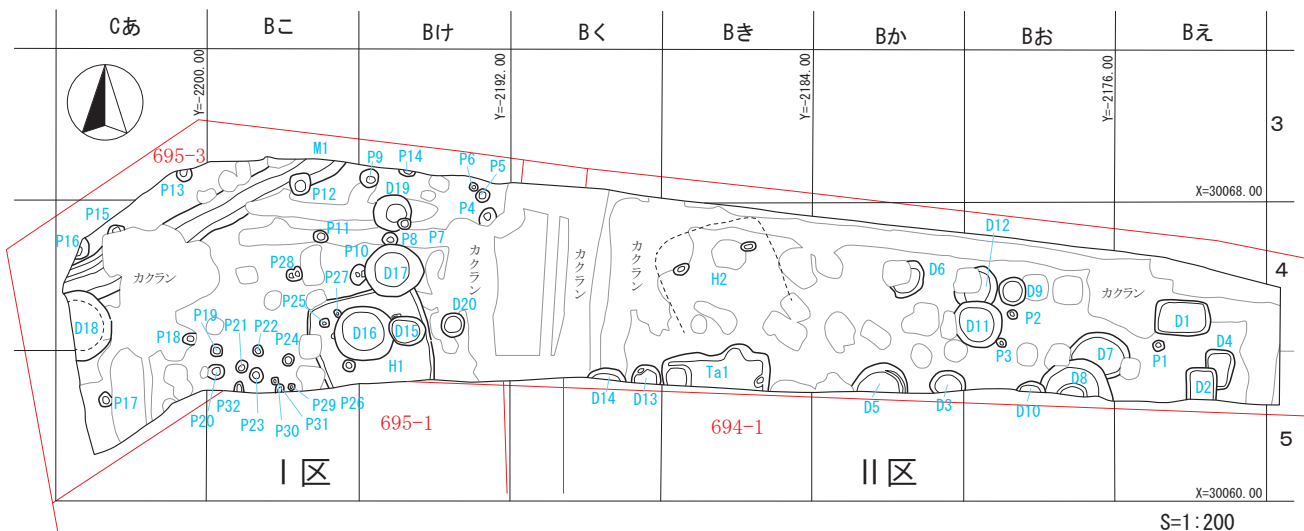 Cあ
Bこ
Bけ
Bく
Bき
Bか
Bお
Bえ
Y=-2200.00
Y=-2192.00
Y=-2184.00
Y=-2176.00
3
695-3
M1
P9
P14
P6
P5
P13
P12
D19
P4
X=30068.00
P15
P16
P11
P10
P8
P7
D12
カクラン
P28
P27
D17
カクラン
カクラン
カクラン
H2
D6
D9
カクラン
4
P25
D18
P19
P21
P22
P18
P24
D16
D15
D20
D11
P2
D1
P3
P1
D7
D4
H1
Ta1
D8
D2
P17
P20
P32
P23
P30
P31
P29
P26
D14
D13
D5
D3
D10
695-1
694-1
5
Ⅰ区
Ⅱ区
X=30060.00
S=1:200